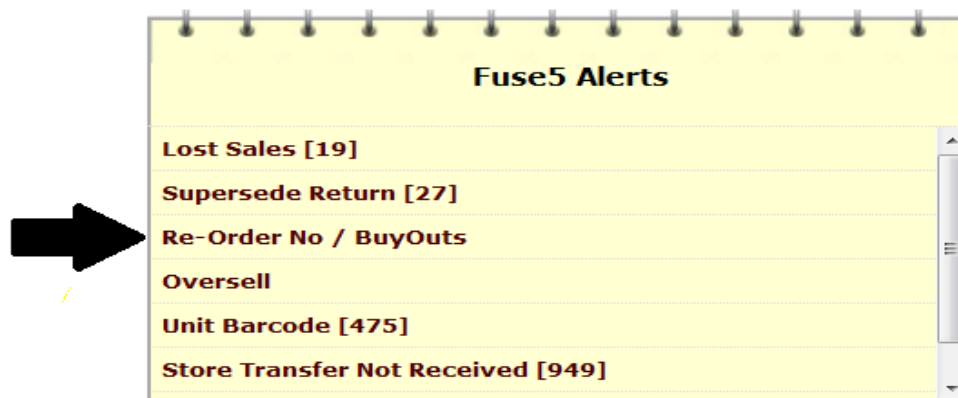 Fuse5 Alerts
Lost Sales [19]
Supersede Return [27]
Re-Order No / BuyOuts
Oversell
Unit Barcode [475]
Store Transfer Not Received [949]